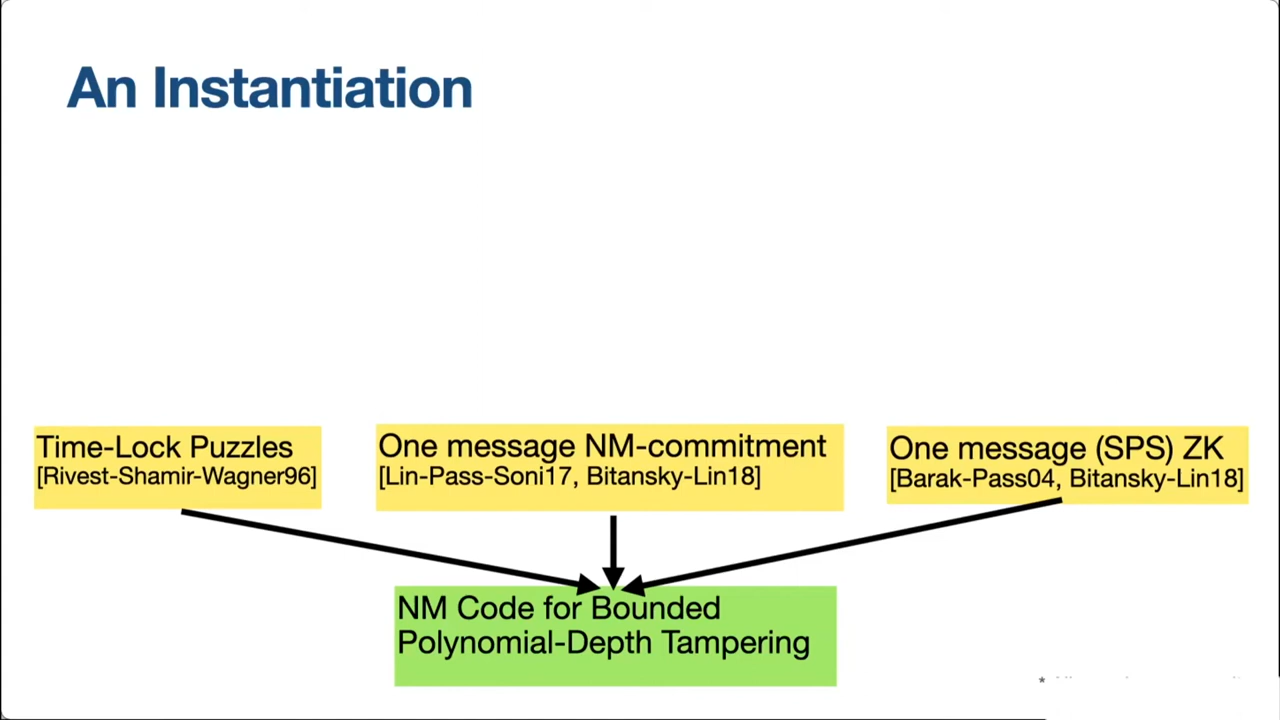 An Instantiation
Time-Lock Puzzles
[Rivest-Shamir-Wagner96]
One message NM-commitment
[Lin-Pass-Soni17, Bitansky-Lin18]
One message (SPS) ZK
[Barak-Pass04, Bitansky-Lin18]
NM Code for Bounded
Polynomial-Depth Tampering
*